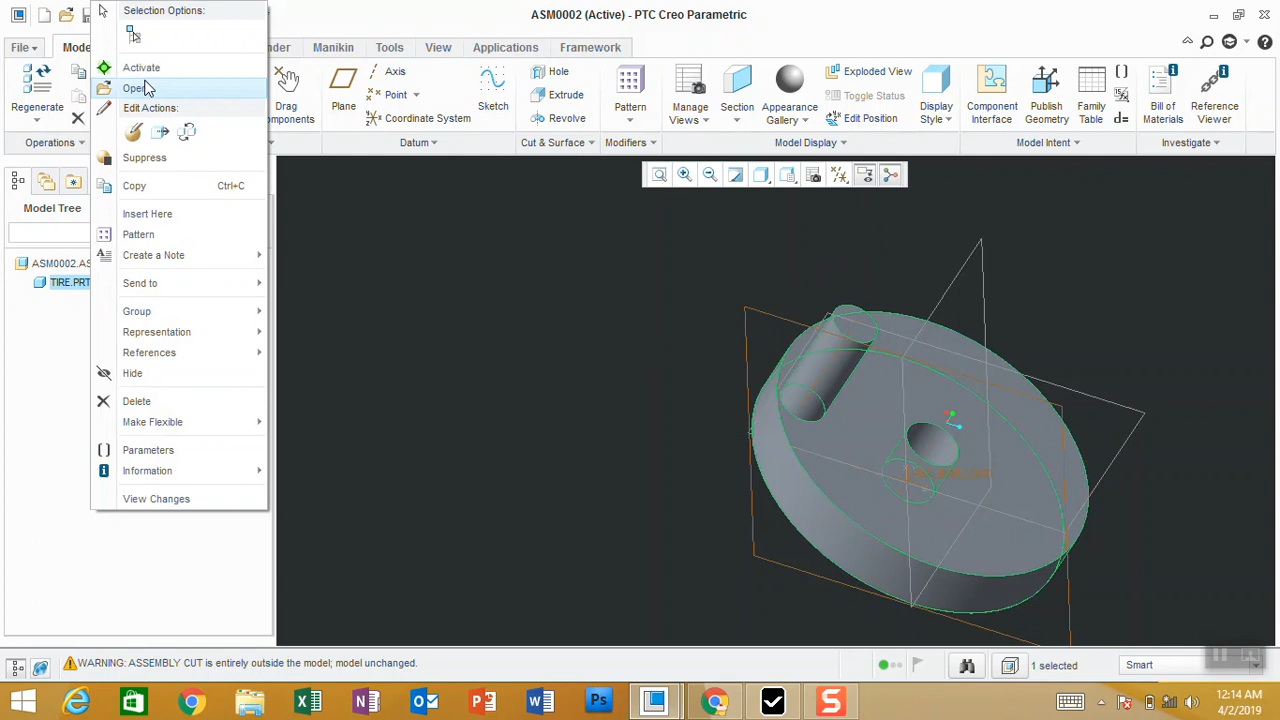 ASM0002 (Active) - PTC Creo Parametric
File
Mode
der
Manikin
Tools
View
Applications
Framework
Regenerate
Operations
Drag
Components
Plane
Axis
Point
Coordinate System
Sketch
Datum
Hole
Extrude
Revolve
Cut & Surface
Pattern
Modifiers
Manage
Views
Section
Appearance
Gallery
Exploded View
Toggle Status
Edit Position
Display
Style
Model Display
Component
Interface
Publish
Geometry
Family
Table
Model Intent
Bill of
Materials
Reference
Viewer
Investigate
Model Tree
ASM0002.AS
TIRE.PRT
Selection Options:
Activate
Open
Edit Actions:
Suppress
Copy Ctrl+C
Insert Here
Pattern
Create a Note
Send to
Group
Representation
References
Hide
Delete
Make Flexible
Parameters
Information
View Changes
WARNING: ASSEMBLY CUT is entirely outside the model; model unchanged.
1 selected
Smart
12:14 AM
4/2/2019